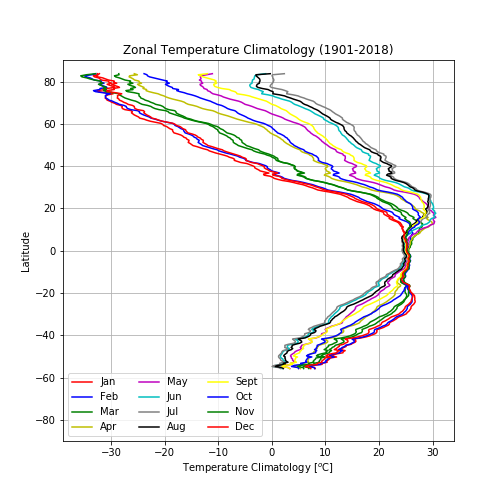 Zonal Temperature Climatology (1901-2018)
80
60
40
20
0
−20
−40
−60
−80
Latitude
Jan May Sept
Feb Jun Oct
Mar Jul Nov
Apr Aug Dec
−30 −20 −10 0 10 20 30
Temperature Climatology [°C]